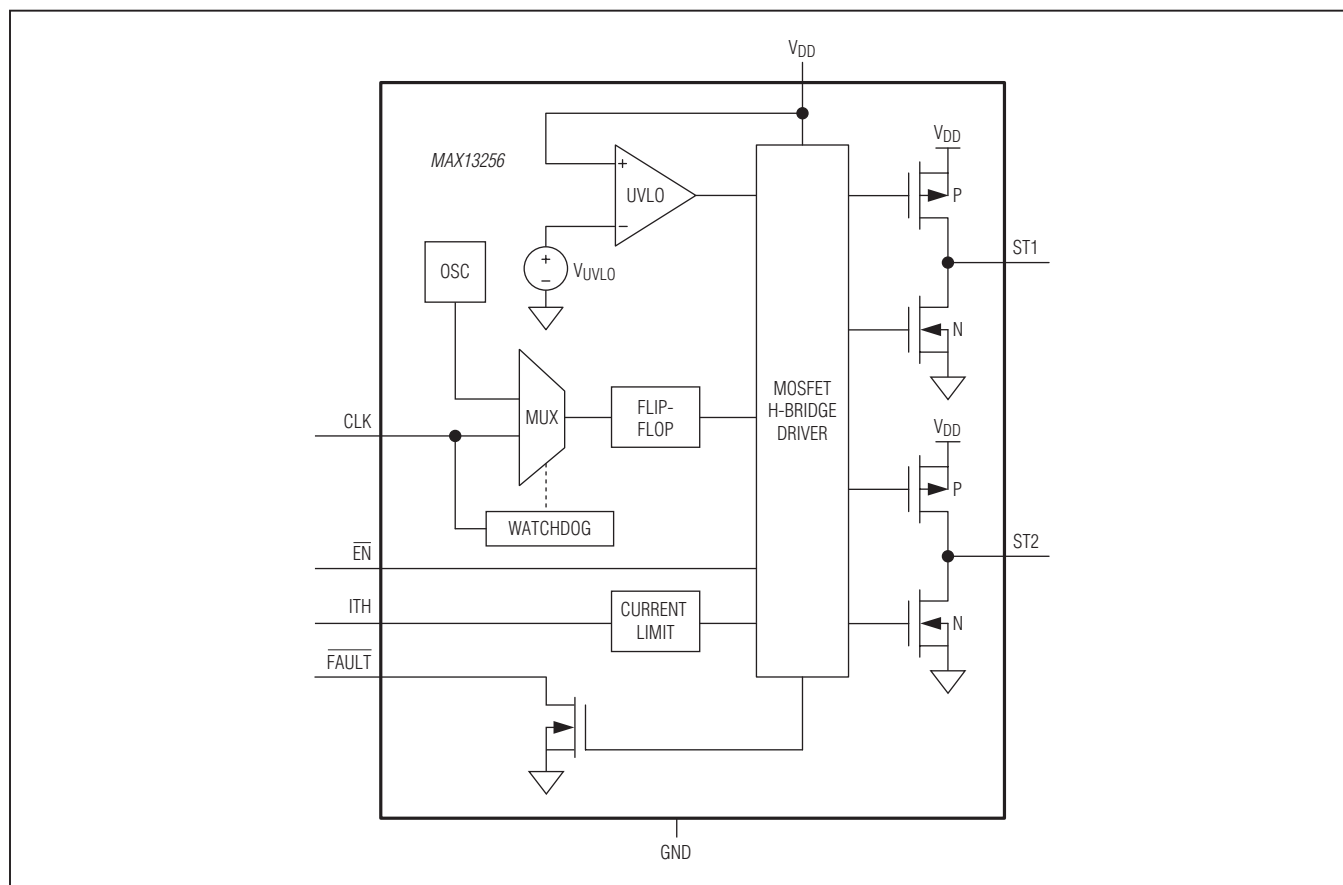 VDD
MAX13256
VDD
+
UVLO
−
P
OSC
+
−
VUVLO
ST1
N
MUX
FLIP-
FLOP
MOSFET
H-BRIDGE
DRIVER
CLK
VDD
P
WATCHDOG
ST2
EN
ITH
CURRENT
LIMIT
N
FAULT
GND